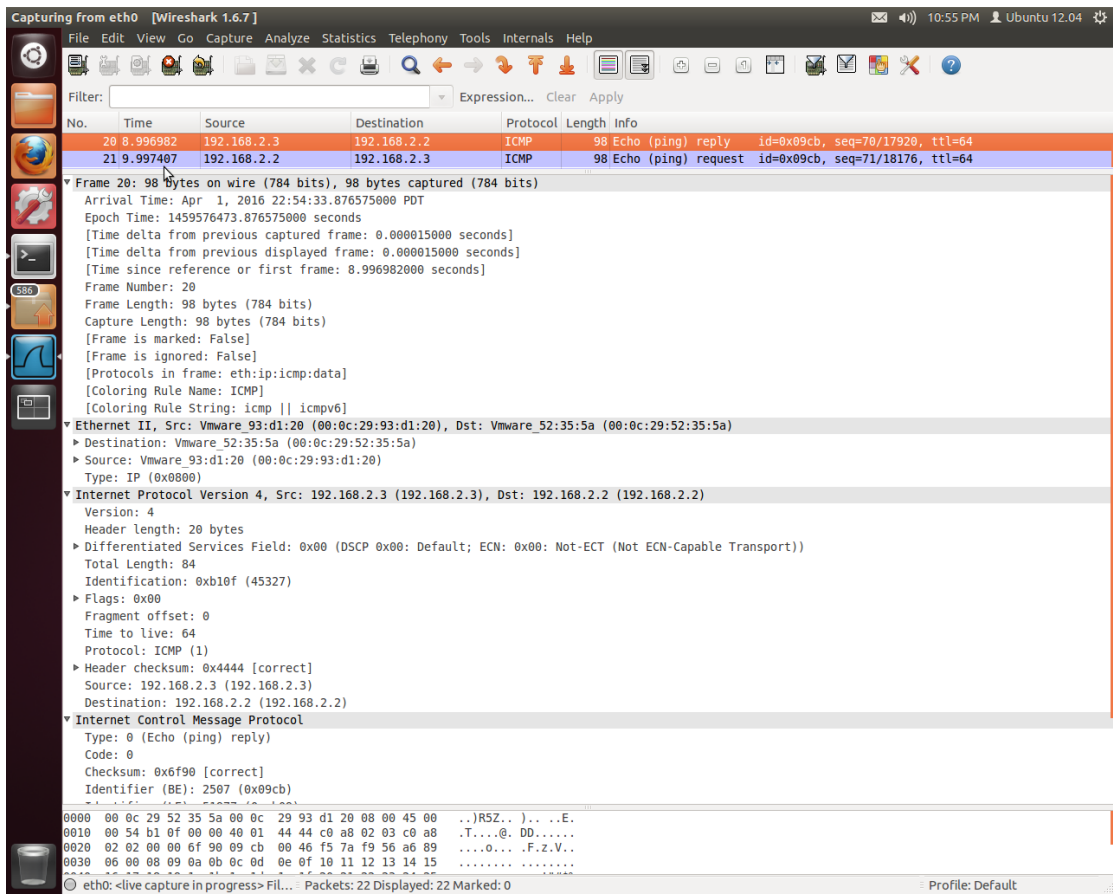 Capturing from eth0 [Wireshark 1.6.7 ]
10:55 PM Ubuntu 12.04
File Edit View Go Capture Analyze Statistics Telephony Tools Internals Help
Filter: Expression... Clear Apply
No. Time Source Destination Protocol Length Info
20 8.996982 192.168.2.3 192.168.2.2 ICMP 98 Echo (ping) reply id=0x09cb, seq=70/17920, ttl=64
21 9.997407 192.168.2.2 192.168.2.3 ICMP 98 Echo (ping) request id=0x09cb, seq=71/18176, ttl=64
Frame 20: 98 bytes on wire (784 bits), 98 bytes captured (784 bits)
Arrival Time: Apr 1, 2016 22:54:33.876575000 PDT
Epoch Time: 1459576473.876575000 seconds
[Time delta from previous captured frame: 0.000015000 seconds]
[Time delta from previous displayed frame: 0.000015000 seconds]
[Time since reference or first frame: 8.996982000 seconds]
Frame Number: 20
Frame Length: 98 bytes (784 bits)
586
Capture Length: 98 bytes (784 bits)
[Frame is marked: False]
[Frame is ignored: False]
[Protocols in frame: eth:ip:icmp:data]
[Coloring Rule Name: ICMP]
[Coloring Rule String: icmp || icmpv6]
Ethernet II, Src: Vmware_93:d1:20 (00:0c:29:93:d1:20), Dst: Vmware_52:35:5a (00:0c:29:52:35:5a)
Destination: Vmware_52:35:5a (00:0c:29:52:35:5a)
Source: Vmware_93:d1:20 (00:0c:29:93:d1:20)
Type: IP (0x0800)
Internet Protocol Version 4, Src: 192.168.2.3 (192.168.2.3), Dst: 192.168.2.2 (192.168.2.2)
Version: 4
Header length: 20 bytes
Differentiated Services Field: 0x00 (DSCP 0x00: Default; ECN: 0x00: Not-ECT (Not ECN-Capable Transport))
Total Length: 84
Identification: 0xb10f (45327)
Flags: 0x00
Fragment offset: 0
Time to live: 64
Protocol: ICMP (1)
Header checksum: 0x4444 [correct]
Source: 192.168.2.3 (192.168.2.3)
Destination: 192.168.2.2 (192.168.2.2)
Internet Control Message Protocol
Type: 0 (Echo (ping) reply)
Code: 0
Checksum: 0x6f90 [correct]
Identifier (BE): 2507 (0x09cb)
0000 00 0c 29 52 35 5a 00 0c 29 93 d1 20 08 00 45 00 ..)R5Z.. ).. ..E.
0010 00 54 b1 0f 00 00 40 01 44 44 c0 a8 02 03 c0 a8 .T....@. DD......
0020 02 02 00 00 6f 90 09 cb 00 46 f5 7a f9 56 a6 89 ....o... .F.z.V..
0030 06 00 08 09 0a 0b 0c 0d 0e 0f 10 11 12 13 14 15 ........ ........
eth0: <live capture in progress> Fil... Packets: 22 Displayed: 22 Marked: 0 Profile: Default